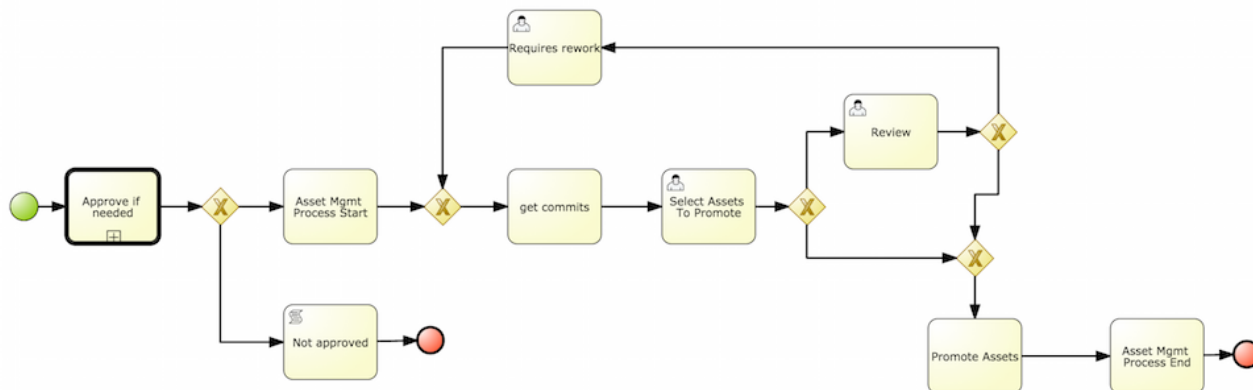 Requires rework
Review
Approve if
needed
Asset Mgmt
Process Start
get commits
Select Assets
To Promote
Not approved
Promote Assets
Asset Mgmt
Process End